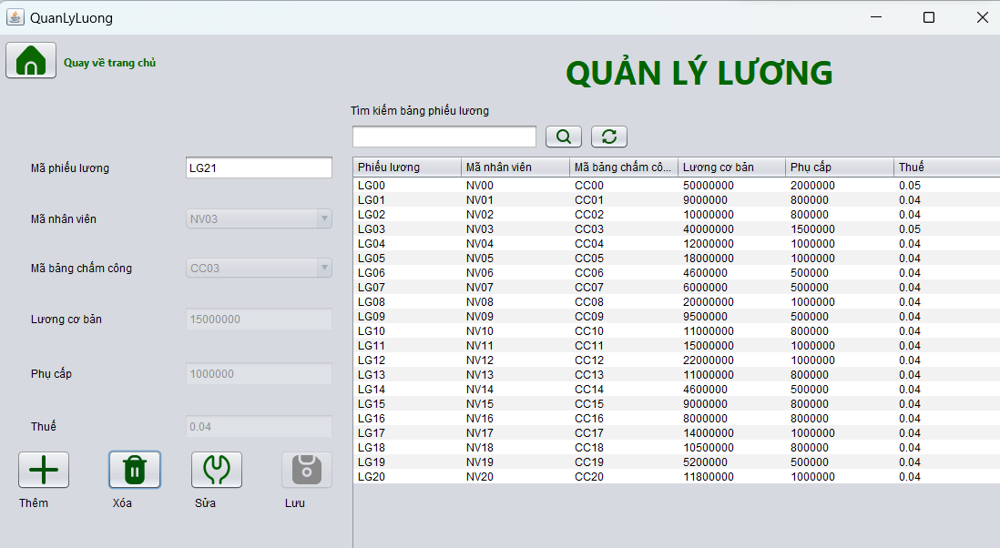 QuanLyLuong
Quay về trang chủ
QUẢN LÝ LƯƠNG
Tìm kiếm bảng phiếu lương
Mã phiếu lương LG21
Mã nhân viên NV03
Mã bảng chấm công CC03
Lương cơ bản 15000000
Phụ cấp 1000000
Thuế 0.04
Thêm Xóa Sửa Lưu
Phiếu lương Mã nhân viên Mã bảng chấm cô... Lương cơ bản Phụ cấp Thuế
LG00 NV00 CC00 50000000 2000000 0.05
LG01 NV01 CC01 9000000 800000 0.04
LG02 NV02 CC02 10000000 800000 0.04
LG03 NV03 CC03 40000000 1500000 0.05
LG04 NV04 CC04 12000000 1000000 0.04
LG05 NV05 CC05 18000000 1000000 0.04
LG06 NV06 CC06 4600000 500000 0.04
LG07 NV07 CC07 6000000 500000 0.04
LG08 NV08 CC08 20000000 1000000 0.04
LG09 NV09 CC09 9500000 500000 0.04
LG10 NV10 CC10 11000000 800000 0.04
LG11 NV11 CC11 15000000 1000000 0.04
LG12 NV12 CC12 22000000 1000000 0.04
LG13 NV13 CC13 11000000 800000 0.04
LG14 NV14 CC14 4600000 500000 0.04
LG15 NV15 CC15 9000000 800000 0.04
LG16 NV16 CC16 8000000 800000 0.04
LG17 NV17 CC17 14000000 1000000 0.04
LG18 NV18 CC18 10500000 800000 0.04
LG19 NV19 CC19 5200000 500000 0.04
LG20 NV20 CC20 11800000 1000000 0.04